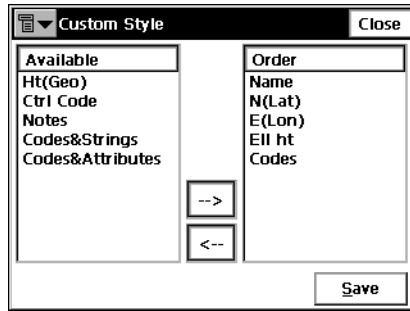 Custom Style
Close
Available
Ht(Geo)
Ctrl Code
Notes
Codes&Strings
Codes&Attributes
-->
<--
Order
Name
N(Lat)
E(Lon)
Ell ht
Codes
Save